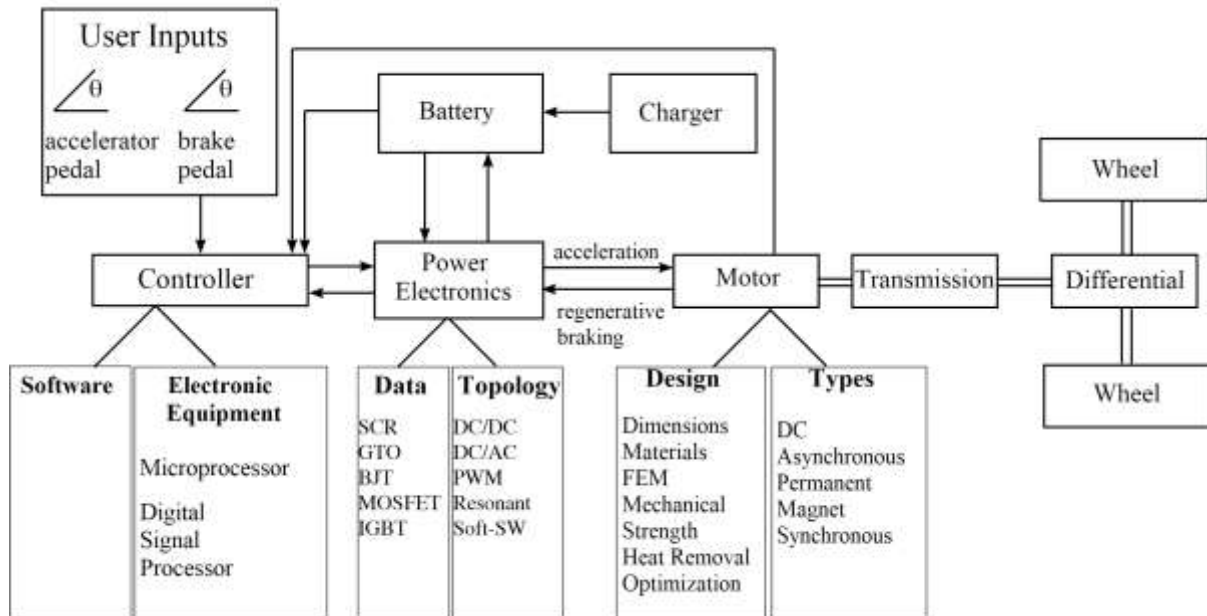 User Inputs
θ
θ
accelerator
pedal
brake
pedal
Battery
Charger
Controller
Power
Electronics
acceleration
regenerative
braking
Motor
Transmission
Differential
Wheel
Wheel
Software
Electronic
Equipment
Microprocessor
Digital
Signal
Processor
Data
SCR
GTO
BJT
MOSFET
IGBT
Topology
DC/DC
DC/AC
PWM
Resonant
Soft-SW
Design
Dimensions
Materials
FEM
Mechanical
Strength
Heat Removal
Optimization
Types
DC
Asynchronous
Permanent
Magnet
Synchronous